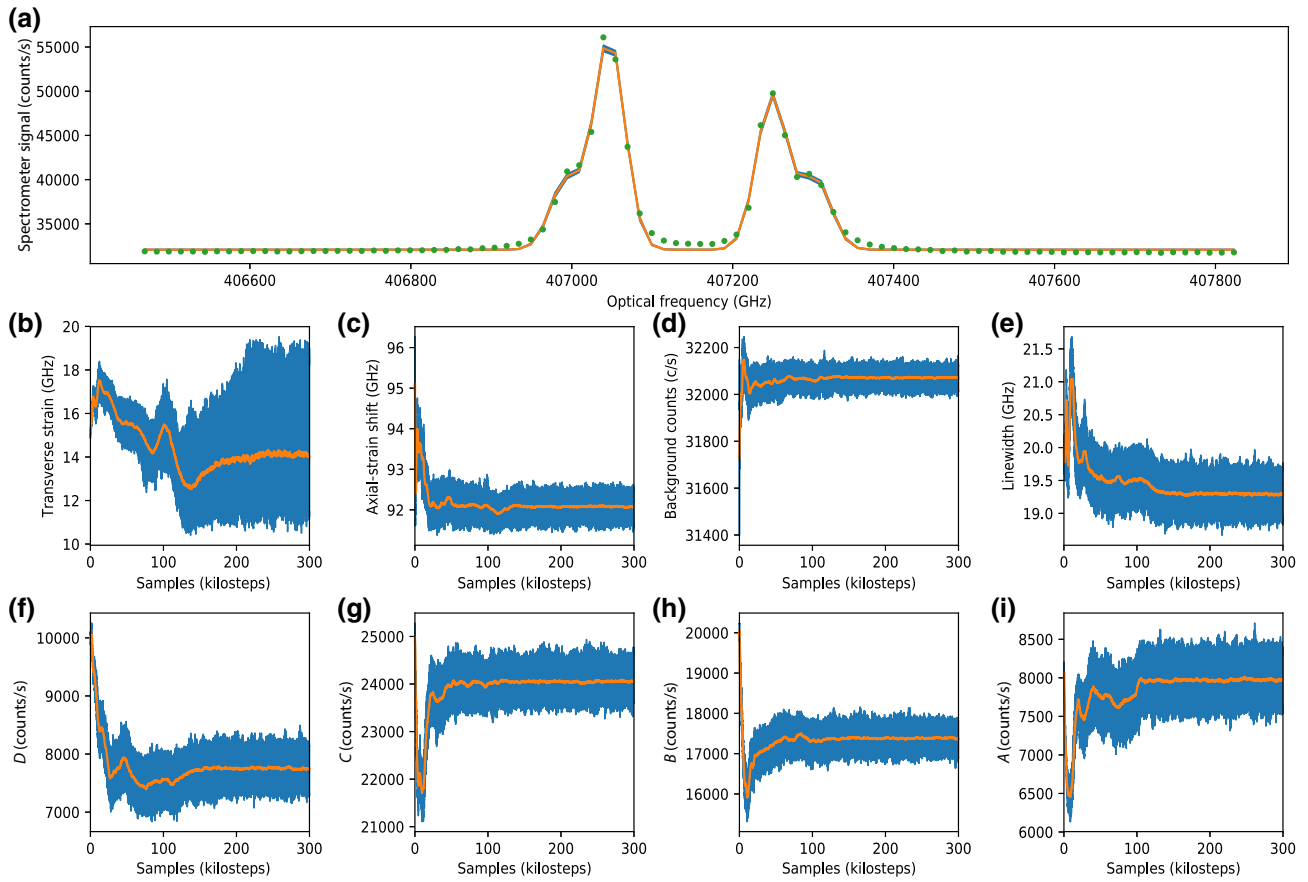 (a)
Spectrometer signal (counts/s)
55000
50000
45000
40000
35000
406600 406800 407000 407200 407400 407600 407800
Optical frequency (GHz)
(b)
Transverse strain (GHz)
20
18
16
14
12
10
0 100 200 300
Samples (kilosteps)
(c)
Axial-strain shift (GHz)
96
95
94
93
92
0 100 200 300
Samples (kilosteps)
(d)
Background counts (c/s)
32200
32000
31800
31600
31400
0 100 200 300
Samples (kilosteps)
(e)
Linewidth (GHz)
21.5
21.0
20.5
20.0
19.5
19.0
0 100 200 300
Samples (kilosteps)
(f)
D (counts/s)
10000
9000
8000
7000
0 100 200 300
Samples (kilosteps)
(g)
C (counts/s)
25000
24000
23000
22000
21000
0 100 200 300
Samples (kilosteps)
(h)
B (counts/s)
20000
19000
18000
17000
16000
0 100 200 300
Samples (kilosteps)
(i)
A (counts/s)
8500
8000
7500
7000
6500
6000
0 100 200 300
Samples (kilosteps)